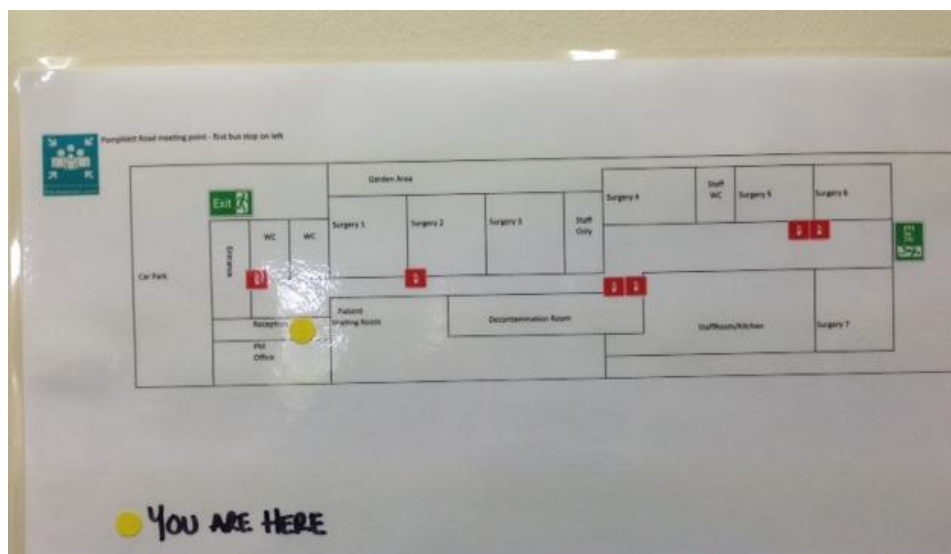 Pamphlett Road meeting point - first bus stop on left
Garden Area
Exit
Surgery 1
Surgery 2
Surgery 3
Staff
Only
Surgery 4
Staff
WC
Surgery 5
Surgery 6
WC
WC
Entrance
Car Park
Exit
Reception
PM
Office
Patient
Waiting Room
Decontamination Room
StaffRoom/Kitchen
Surgery 7
YOU ARE HERE